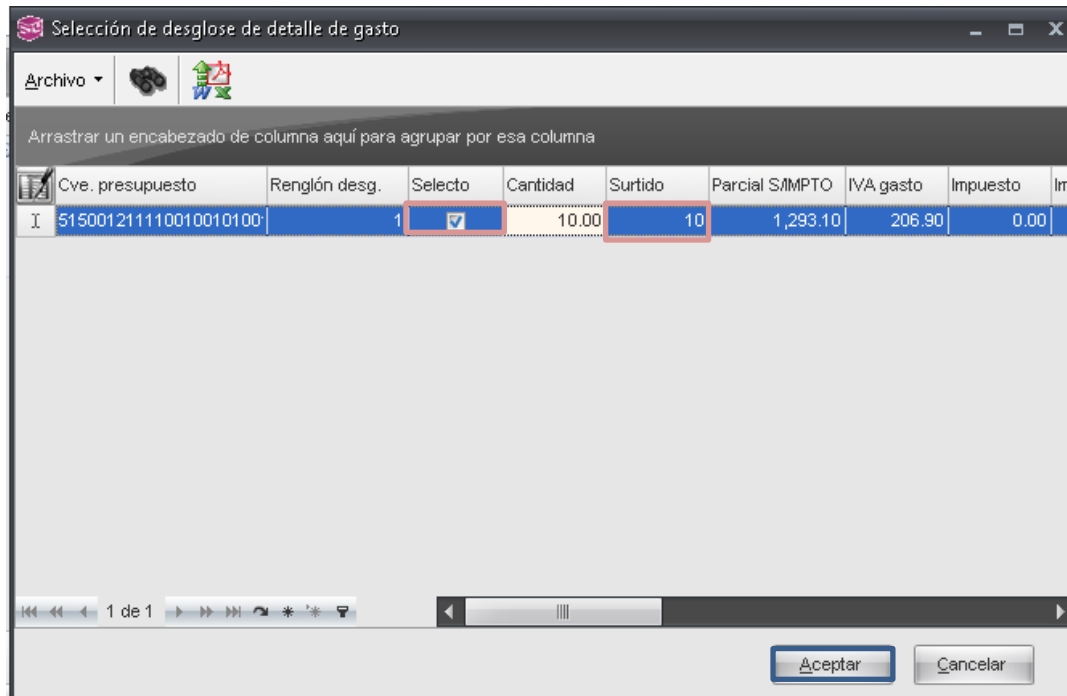 Selección de desglose de detalle de gasto
Archivo
Arrastrar un encabezado de columna aquí para agrupar por esa columna
Cve. presupuesto Renglón desg. Selecto Cantidad Surtido Parcial S/IMPTO IVA gasto Impuesto Im
1 10.00 10 1,293.10 206.90 0.00
1 de 1
Aceptar Cancelar